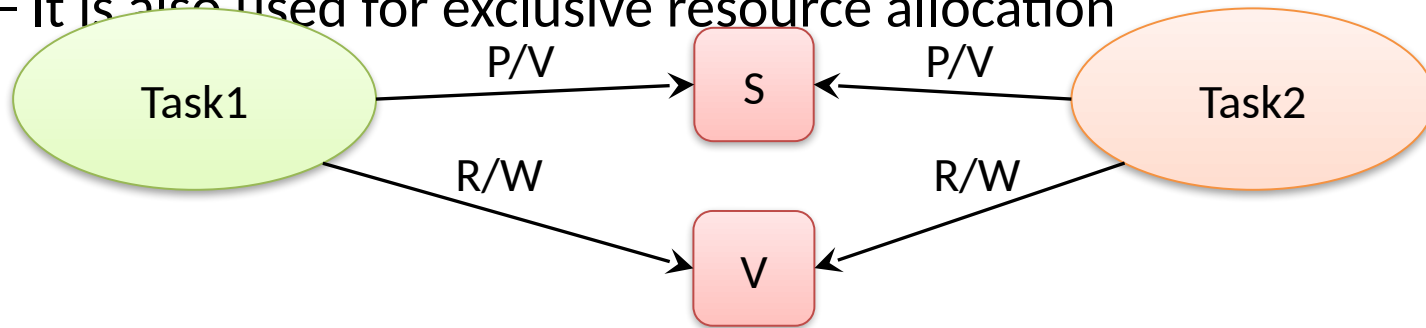 – It is also used for exclusive resource allocation
P/V P/V
Task1 S Task2
R/W R/W
V